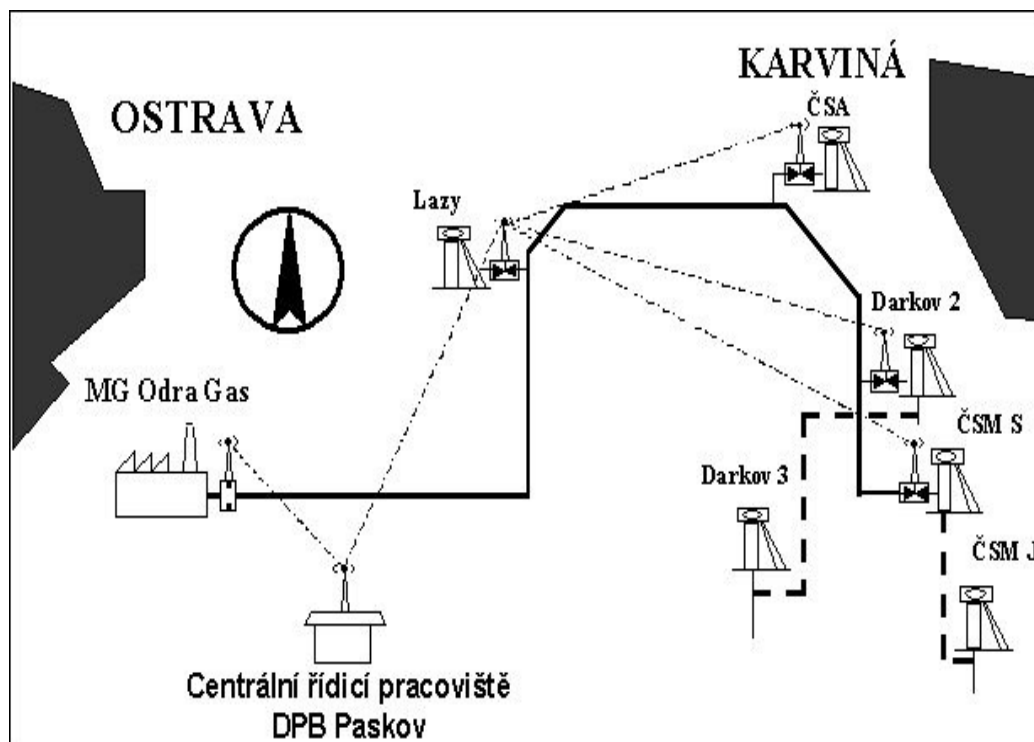 KARVINÁ
OSTRAVA
ČSA
Lazy
Darkov 2
MG Odra Gas
ČSM S
Darkov 3
ČSM J
Centrální řídicí pracoviště
DPB Paskov